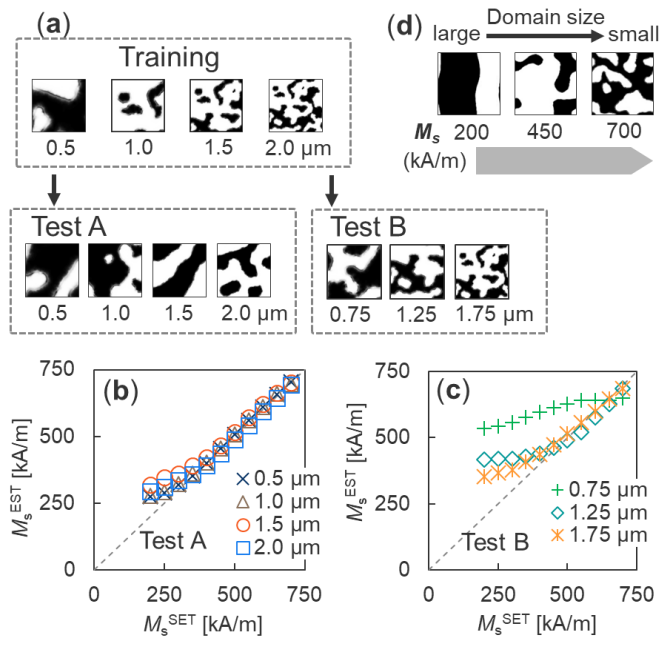 (a)
Training
0.5 1.0 1.5 2.0 μm
(d)
Domain size
large small
Ms 200 450 700
(kA/m)
Test A
0.5 1.0 1.5 2.0 μm
Test B
0.75 1.25 1.75 μm
(b)
750
500
250
0
0 250 500 750
Ms^EST [kA/m]
Ms^SET [kA/m]
Test A
0.5 μm
1.0 μm
1.5 μm
2.0 μm
(c)
750
500
250
0
0 250 500 750
Ms^EST [kA/m]
Ms^SET [kA/m]
Test B
0.75 μm
1.25 μm
1.75 μm